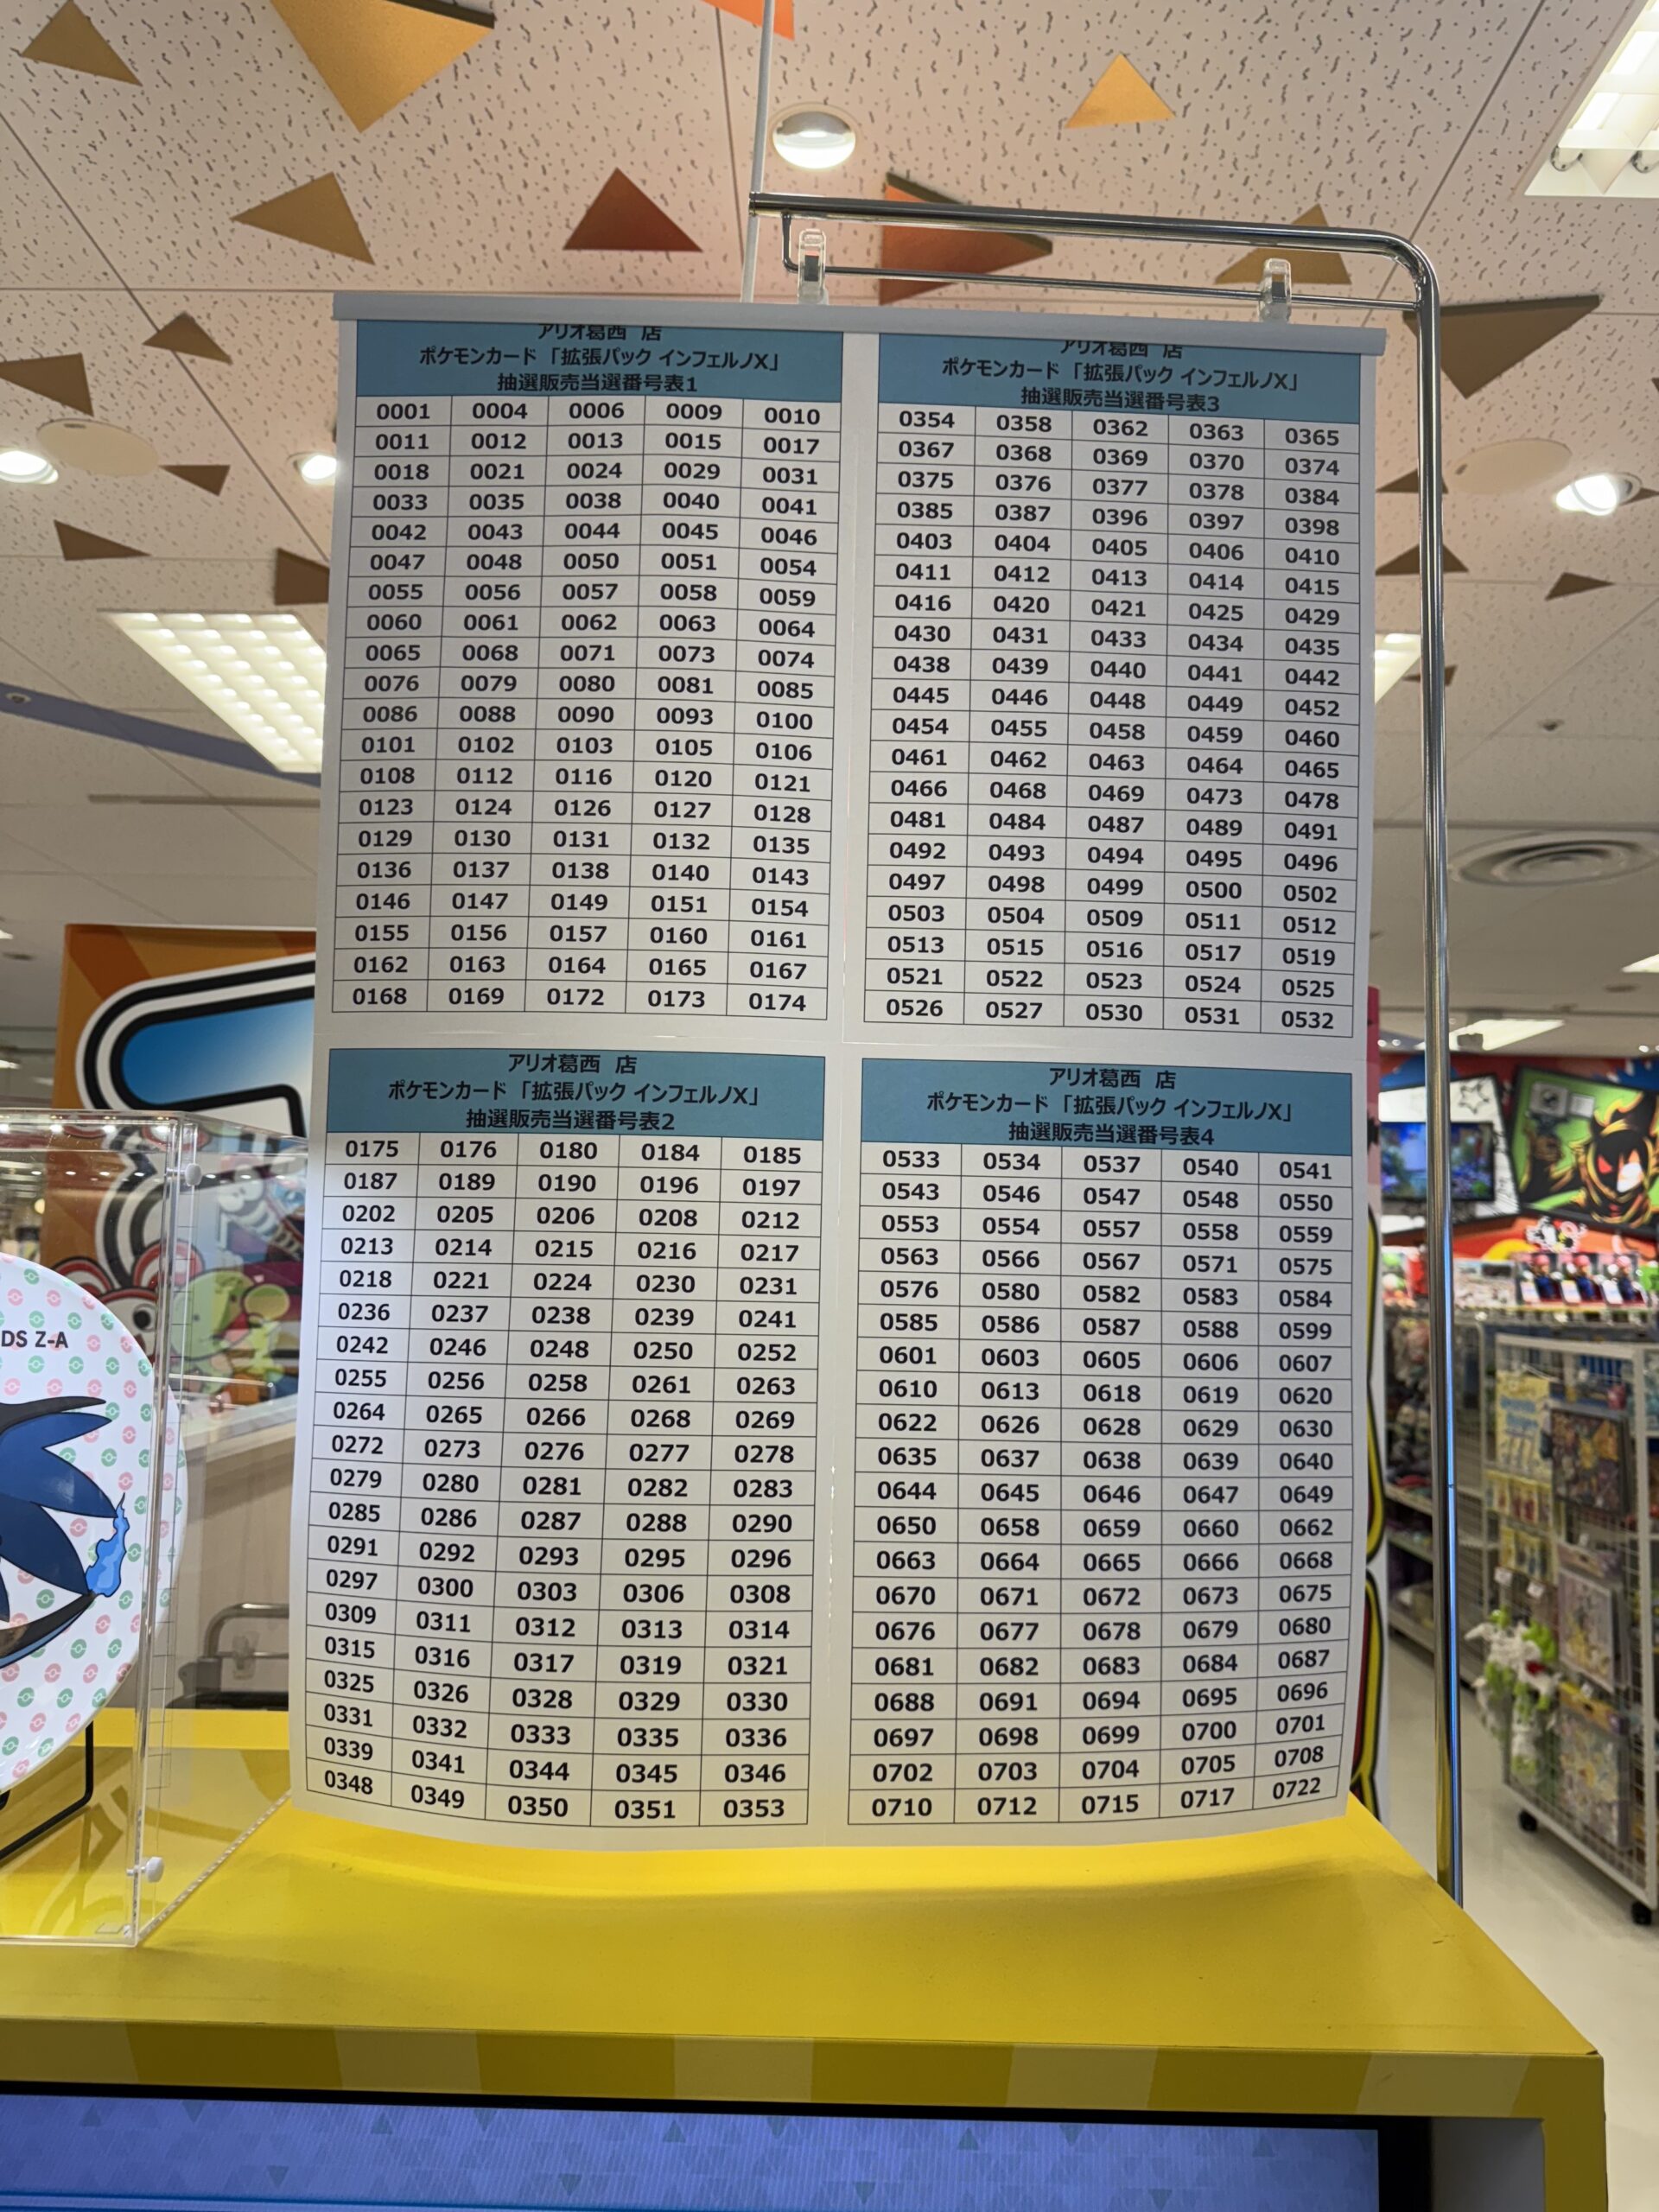 アリオ葛西 店
ポケモンカード「拡張パック インフェルノX」
抽選販売当選番号表1
0001 0004 0006 0009 0010
0011 0012 0013 0015 0017
0018 0021 0024 0029 0031
0033 0035 0038 0040 0041
0042 0043 0044 0045 0046
0047 0048 0050 0051 0054
0055 0056 0057 0058 0059
0060 0061 0062 0063 0064
0065 0068 0071 0073 0074
0076 0079 0080 0081 0085
0086 0088 0090 0093 0100
0101 0102 0103 0105 0106
0108 0112 0116 0120 0121
0123 0124 0126 0127 0128
0129 0130 0131 0132 0135
0136 0137 0138 0140 0143
0146 0147 0149 0151 0154
0155 0156 0157 0160 0161
0162 0163 0164 0165 0167
0168 0169 0172 0173 0174
アリオ葛西 店
ポケモンカード「拡張パック インフェルノX」
抽選販売当選番号表2
0175 0176 0180 0184 0185
0187 0189 0190 0196 0197
0202 0205 0206 0208 0212
0213 0214 0215 0216 0217
0218 0221 0224 0230 0231
0236 0237 0238 0239 0241
0242 0246 0248 0250 0252
0255 0256 0258 0261 0263
0264 0265 0266 0268 0269
0272 0273 0276 0277 0278
0279 0280 0281 0282 0283
0285 0286 0287 0288 0290
0291 0292 0293 0295 0296
0297 0300 0303 0306 0308
0309 0311 0312 0313 0314
0315 0316 0317 0319 0321
0325 0326 0328 0329 0330
0331 0332 0333 0335 0336
0339 0341 0344 0345 0346
0348 0349 0350 0351 0353
アリオ葛西 店
ポケモンカード「拡張パック インフェルノX」
抽選販売当選番号表3
0354 0358 0362 0363 0365
0367 0368 0369 0370 0374
0375 0376 0377 0378 0384
0385 0387 0396 0397 0398
0403 0404 0405 0406 0410
0411 0412 0413 0414 0415
0416 0420 0421 0425 0429
0430 0431 0433 0434 0435
0438 0439 0440 0441 0442
0445 0446 0448 0449 0452
0454 0455 0458 0459 0460
0461 0462 0463 0464 0465
0466 0468 0469 0473 0478
0481 0484 0487 0489 0491
0492 0493 0494 0495 0496
0497 0498 0499 0500 0502
0503 0504 0509 0511 0512
0513 0515 0516 0517 0519
0521 0522 0523 0524 0525
0526 0527 0530 0531 0532
アリオ葛西 店
ポケモンカード「拡張パック インフェルノX」
抽選販売当選番号表4
0533 0534 0537 0540 0541
0543 0546 0547 0548 0550
0553 0554 0557 0558 0559
0563 0566 0567 0571 0575
0576 0580 0582 0583 0584
0585 0586 0587 0588 0599
0601 0603 0605 0606 0607
0610 0613 0618 0619 0620
0622 0626 0628 0629 0630
0635 0637 0638 0639 0640
0644 0645 0646 0647 0649
0650 0658 0659 0660 0662
0663 0664 0665 0666 0668
0670 0671 0672 0673 0675
0676 0677 0678 0679 0680
0681 0682 0683 0684 0687
0688 0691 0694 0695 0696
0697 0698 0699 0700 0701
0702 0703 0704 0705 0708
0710 0712 0715 0717 0722
DS Z-A